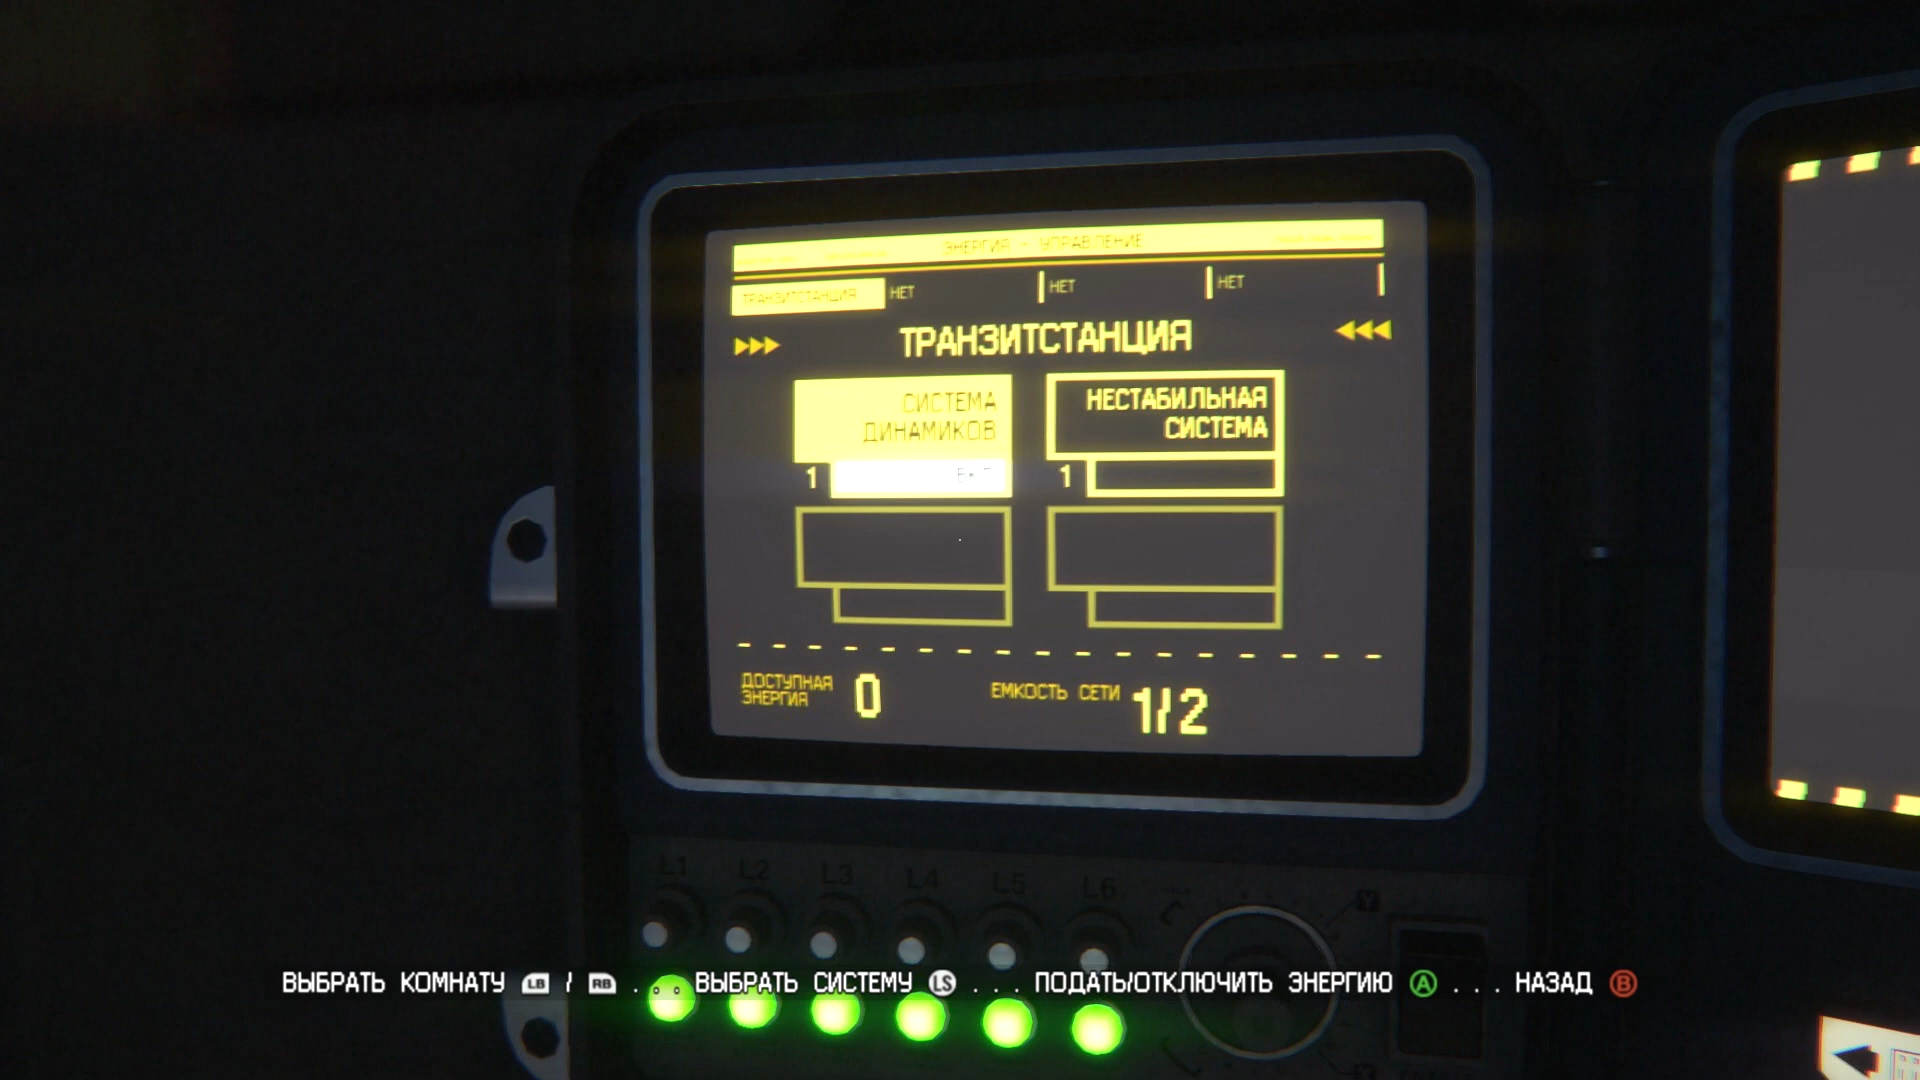 ЭНЕРГИЯ - УПРАВЛЕНИЕ
ТРАНЗИТСТАНЦИЯ НЕТ НЕТ НЕТ
ТРАНЗИТСТАНЦИЯ
СИСТЕМА
ДИНАМИКОВ
1 ВКЛ
НЕСТАБИЛЬНАЯ
СИСТЕМА
1
ДОСТУПНАЯ
ЭНЕРГИЯ 0
ЕМКОСТЬ СЕТИ 1/2
L1 L2 L3 L4 L5 L6
Y
X
ВЫБРАТЬ КОМНАТУ LB / RB . . . ВЫБРАТЬ СИСТЕМУ LS . . . ПОДАТЬ/ОТКЛЮЧИТЬ ЭНЕРГИЮ A . . . НАЗАД B